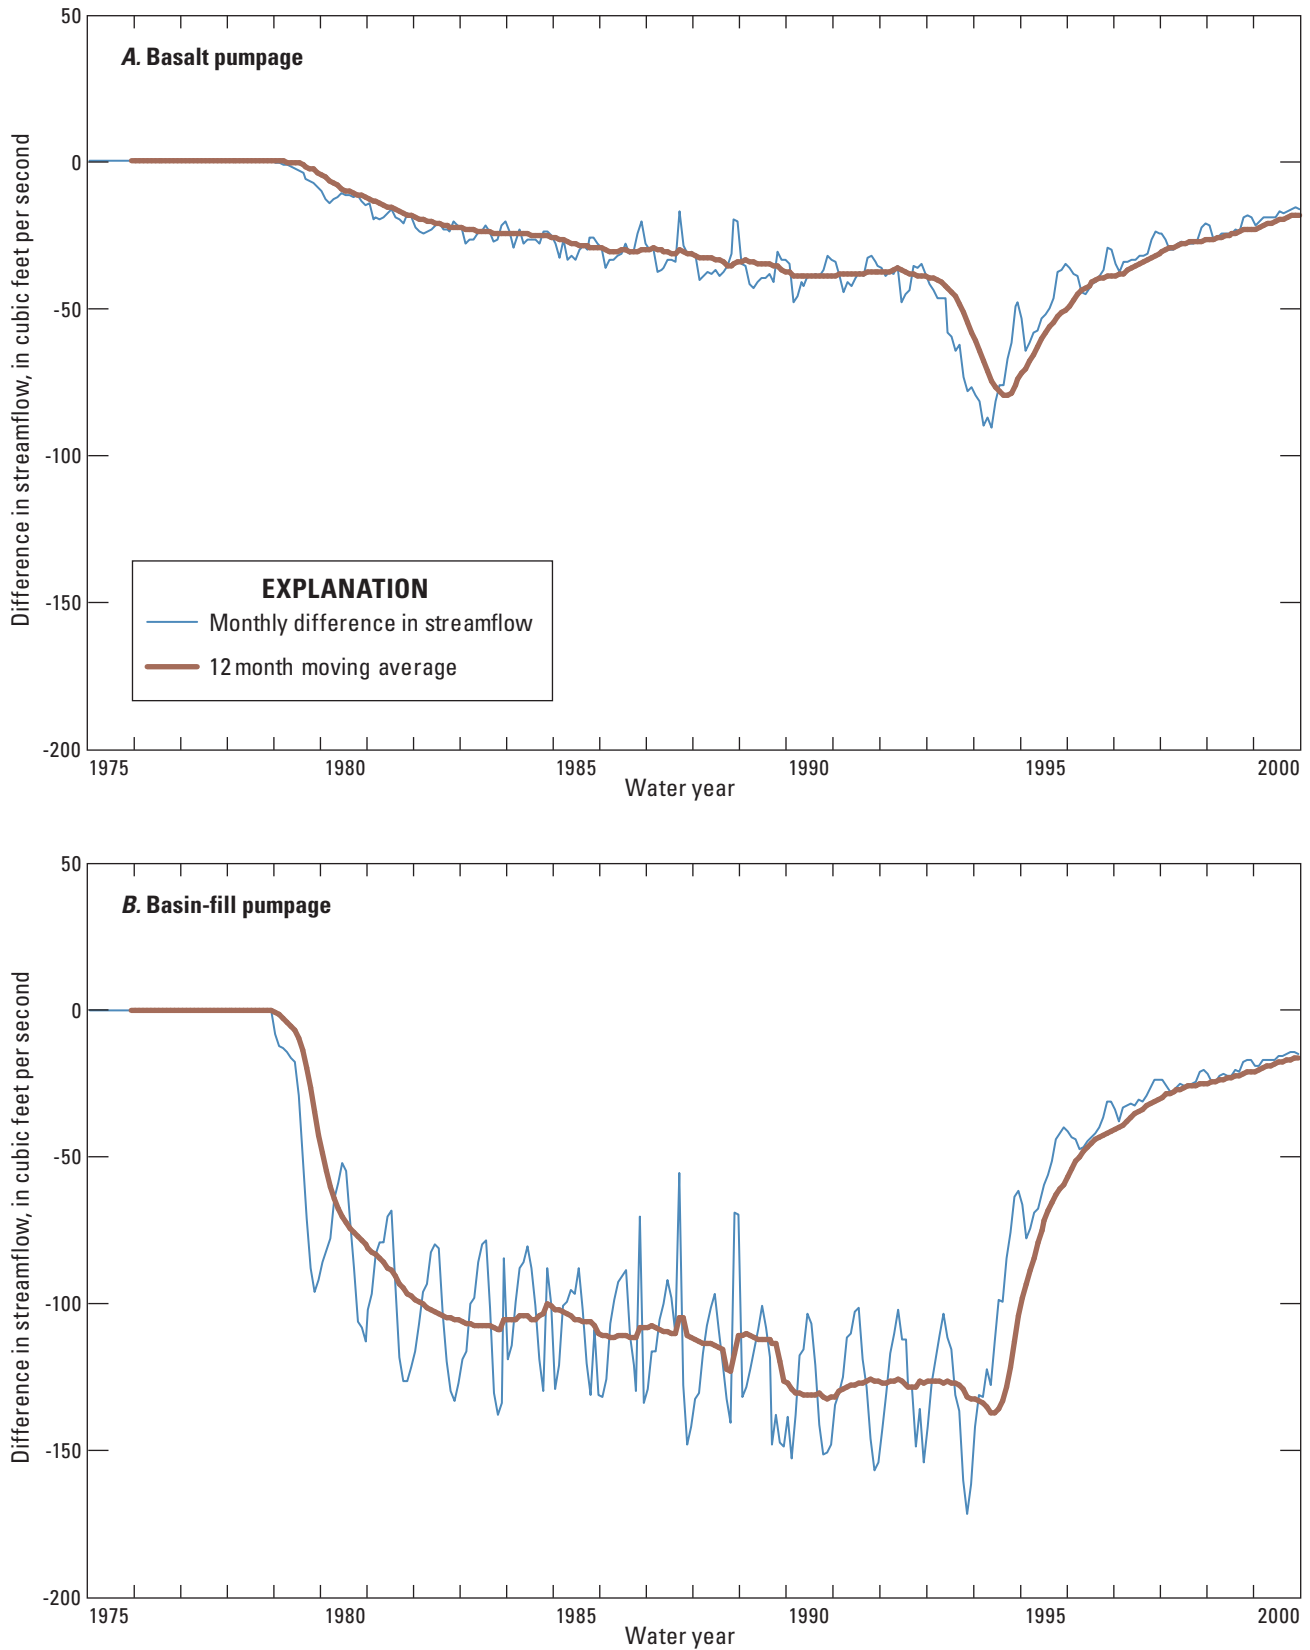 A. Basalt pumpage
50
0
-50
-100
-150
-200
Difference in streamflow, in cubic feet per second
EXPLANATION
Monthly difference in streamflow
12 month moving average
1975 1980 1985 1990 1995 2000
Water year
B. Basin-fill pumpage
50
0
-50
-100
-150
-200
Difference in streamflow, in cubic feet per second
1975 1980 1985 1990 1995 2000
Water year